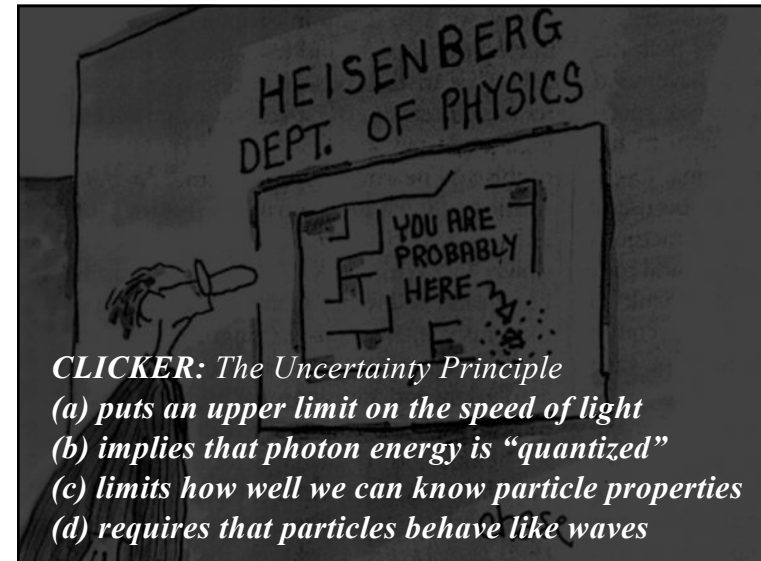 HEISENBERG
DEPT. OF PHYSICS
YOU ARE
PROBABLY
HERE
CLICKER: The Uncertainty Principle
(a) puts an upper limit on the speed of light
(b) implies that photon energy is “quantized”
(c) limits how well we can know particle properties
(d) requires that particles behave like waves